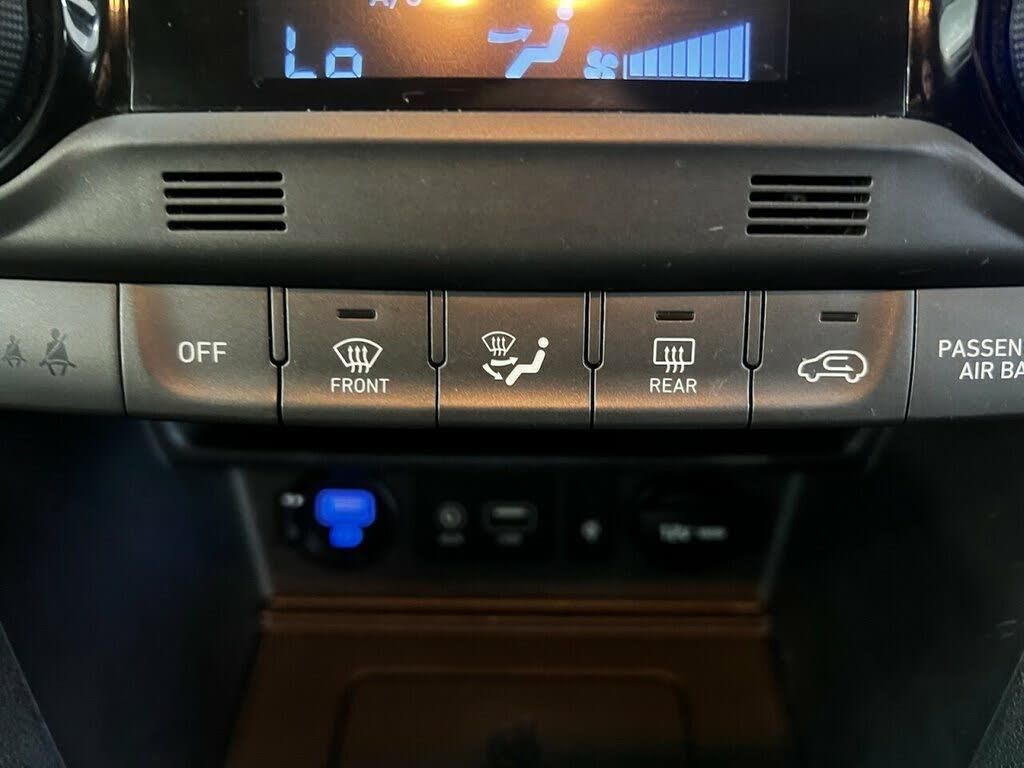 A/C
Lo
OFF
FRONT
REAR
PASSEN
AIR BA